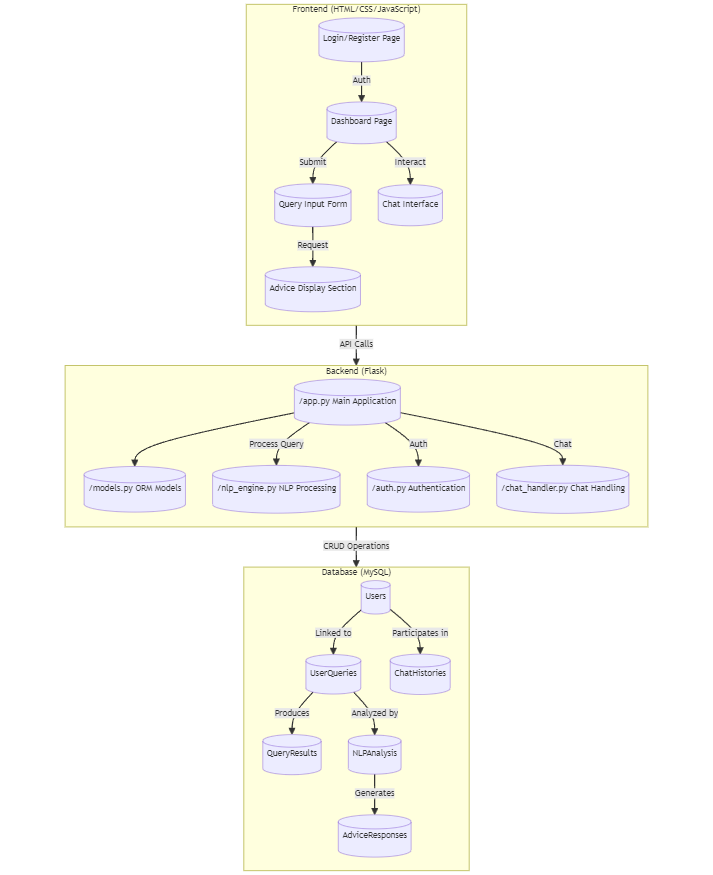 Frontend (HTML/CSS/JavaScript)
Login/Register Page
Auth
Dashboard Page
Submit
Interact
Query Input Form
Chat Interface
Request
Advice Display Section
API Calls
Backend (Flask)
/app.py Main Application
Process Query
Auth
Chat
/models.py ORM Models
/nlp_engine.py NLP Processing
/auth.py Authentication
/chat_handler.py Chat Handling
CRUD Operations
Database (MySQL)
Users
Linked to
Participates in
UserQueries
ChatHistories
Produces
Analyzed by
QueryResults
NLPAnalysis
Generates
AdviceResponses